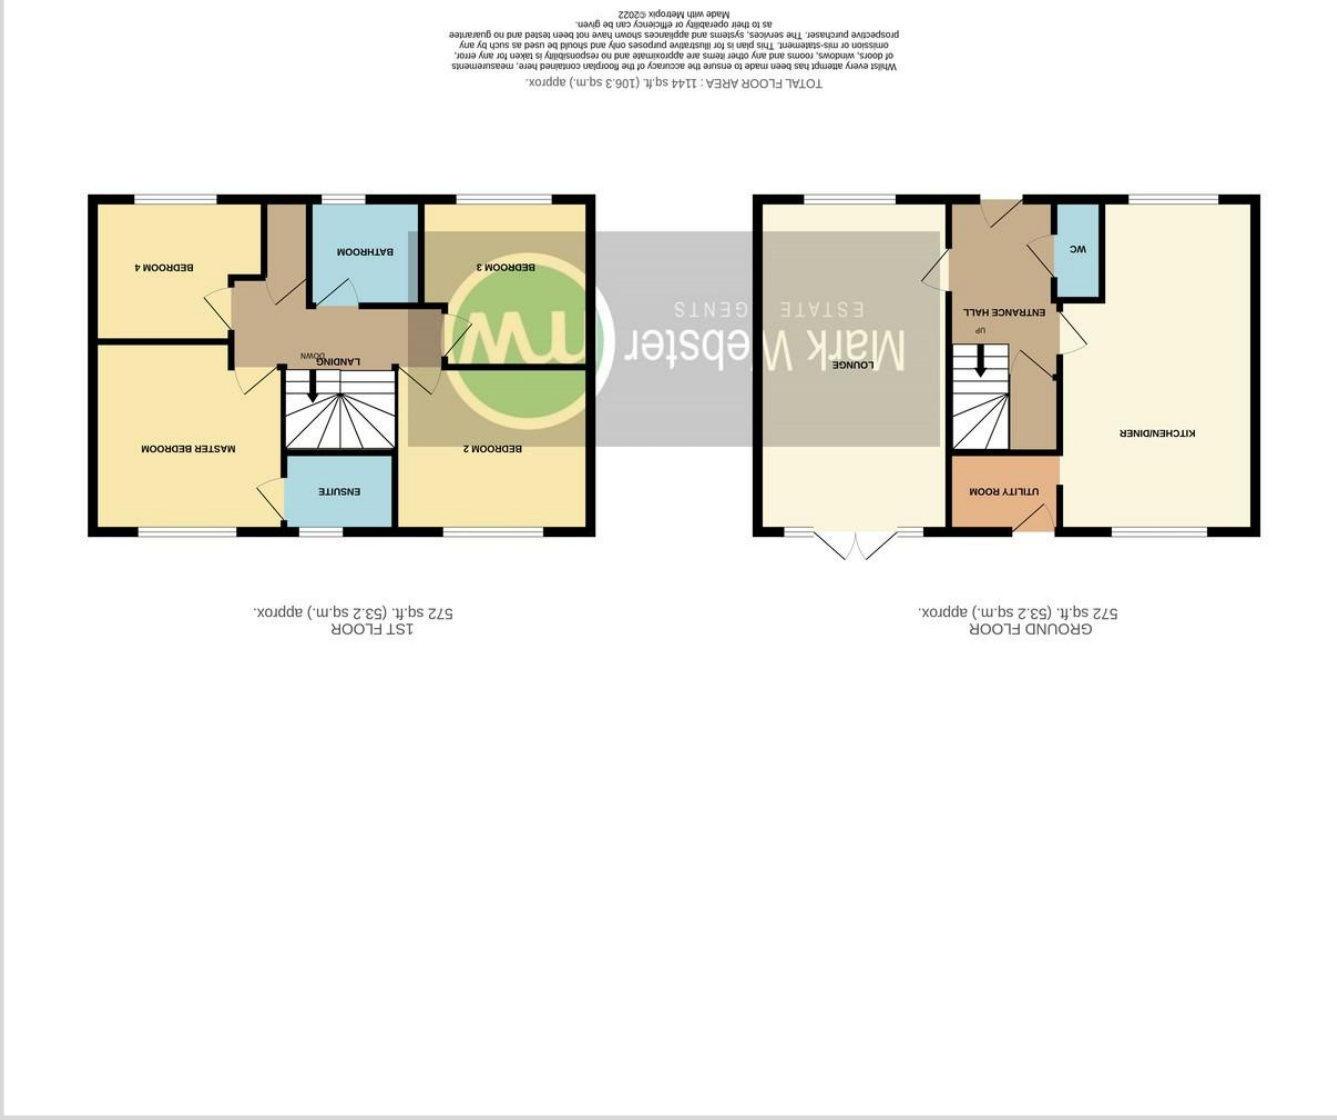 GROUND FLOOR
572 sq.ft. (53.2 sq.m.) approx.
1ST FLOOR
572 sq.ft. (53.2 sq.m.) approx.
UTILITY ROOM
KITCHEN/DINER
LOUNGE
UP
ENTRANCE HALL
WC
ENSUITE
BEDROOM 2
MASTER BEDROOM
LANDING
DOWN
BEDROOM 3
BATHROOM
BEDROOM 4
Mark Webster
ESTATE AGENTS
mw
TOTAL FLOOR AREA : 1144 sq.ft. (106.3 sq.m.) approx.
Whilst every attempt has been made to ensure the accuracy of the floorplan contained here, measurements
of doors, windows, rooms and any other items are approximate and no responsibility is taken for any error,
omission or mis-statement. This plan is for illustrative purposes only and should be used as such by any
prospective purchaser. The services, systems and appliances shown have not been tested and no guarantee
as to their operability or efficiency can be given.
Made with Metropix ©2022